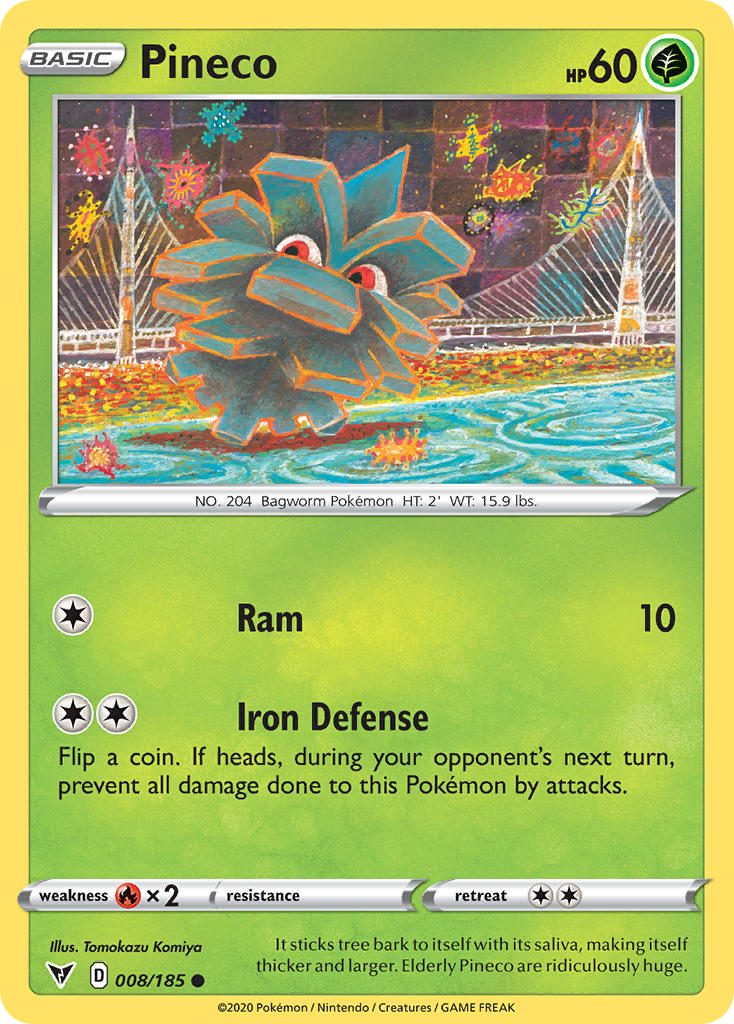 BASIC Pineco HP60
NO. 204 Bagworm Pokémon HT: 2' WT: 15.9 lbs.
Ram 10
Iron Defense
Flip a coin. If heads, during your opponent's next turn,
prevent all damage done to this Pokémon by attacks.
weakness ×2 resistance retreat
Illus. Tomokazu Komiya
D 008/185
It sticks tree bark to itself with its saliva, making itself
thicker and larger. Elderly Pineco are ridiculously huge.
©2020 Pokémon / Nintendo / Creatures / GAME FREAK